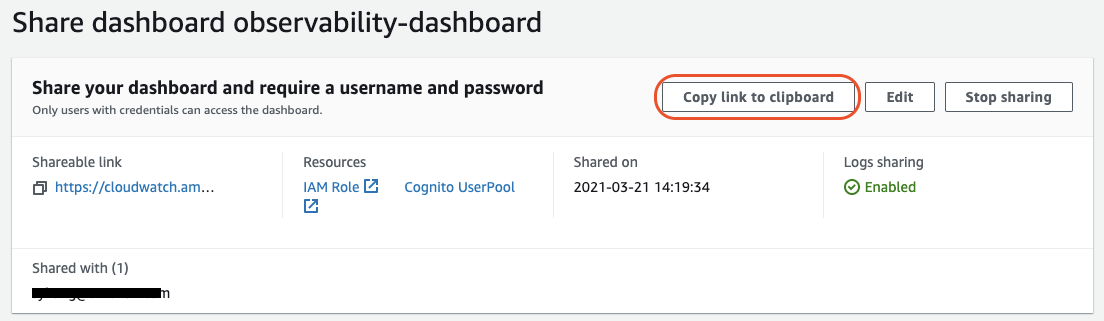 Share dashboard observability-dashboard
Share your dashboard and require a username and password
Only users with credentials can access the dashboard.
Copy link to clipboard
Edit
Stop sharing
Shareable link
https://cloudwatch.am...
Resources
IAM Role
Cognito UserPool
Shared on
2021-03-21 14:19:34
Logs sharing
Enabled
Shared with (1)